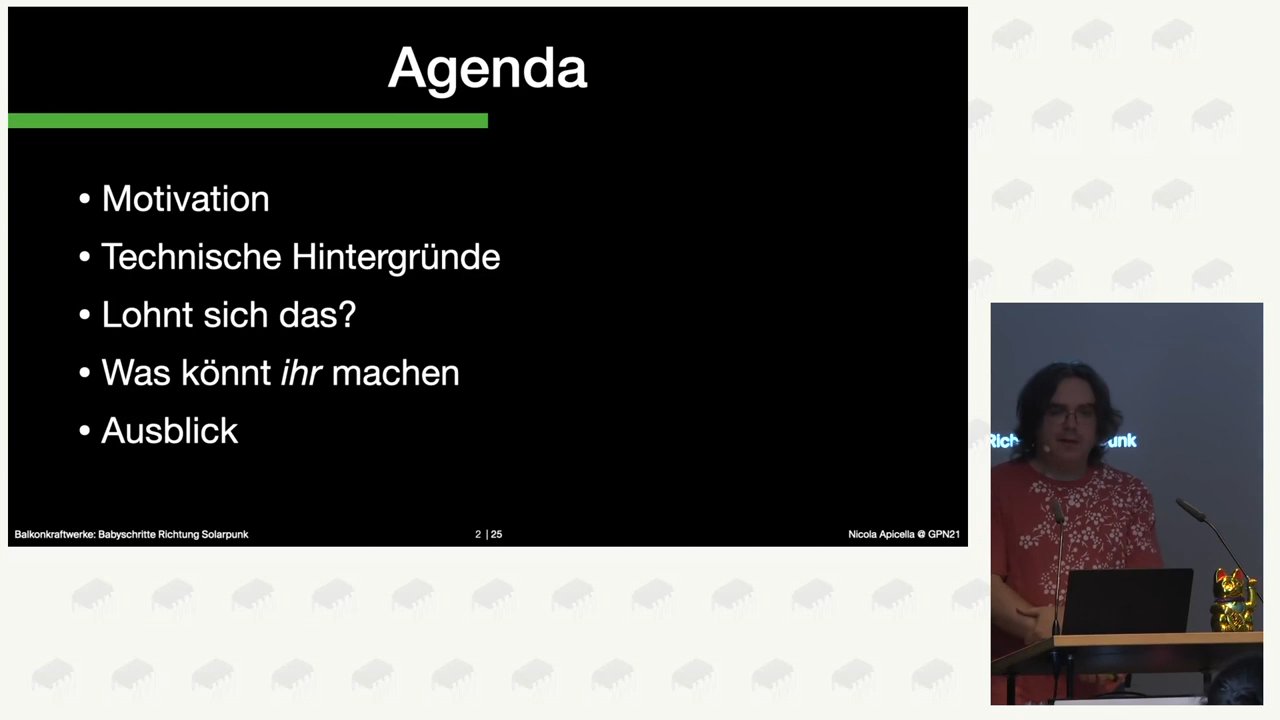 Agenda
• Motivation
• Technische Hintergründe
• Lohnt sich das?
• Was könnt ihr machen
• Ausblick
Balkonkraftwerke: Babyschritte Richtung Solarpunk
2 | 25
Nicola Apicella @ GPN21